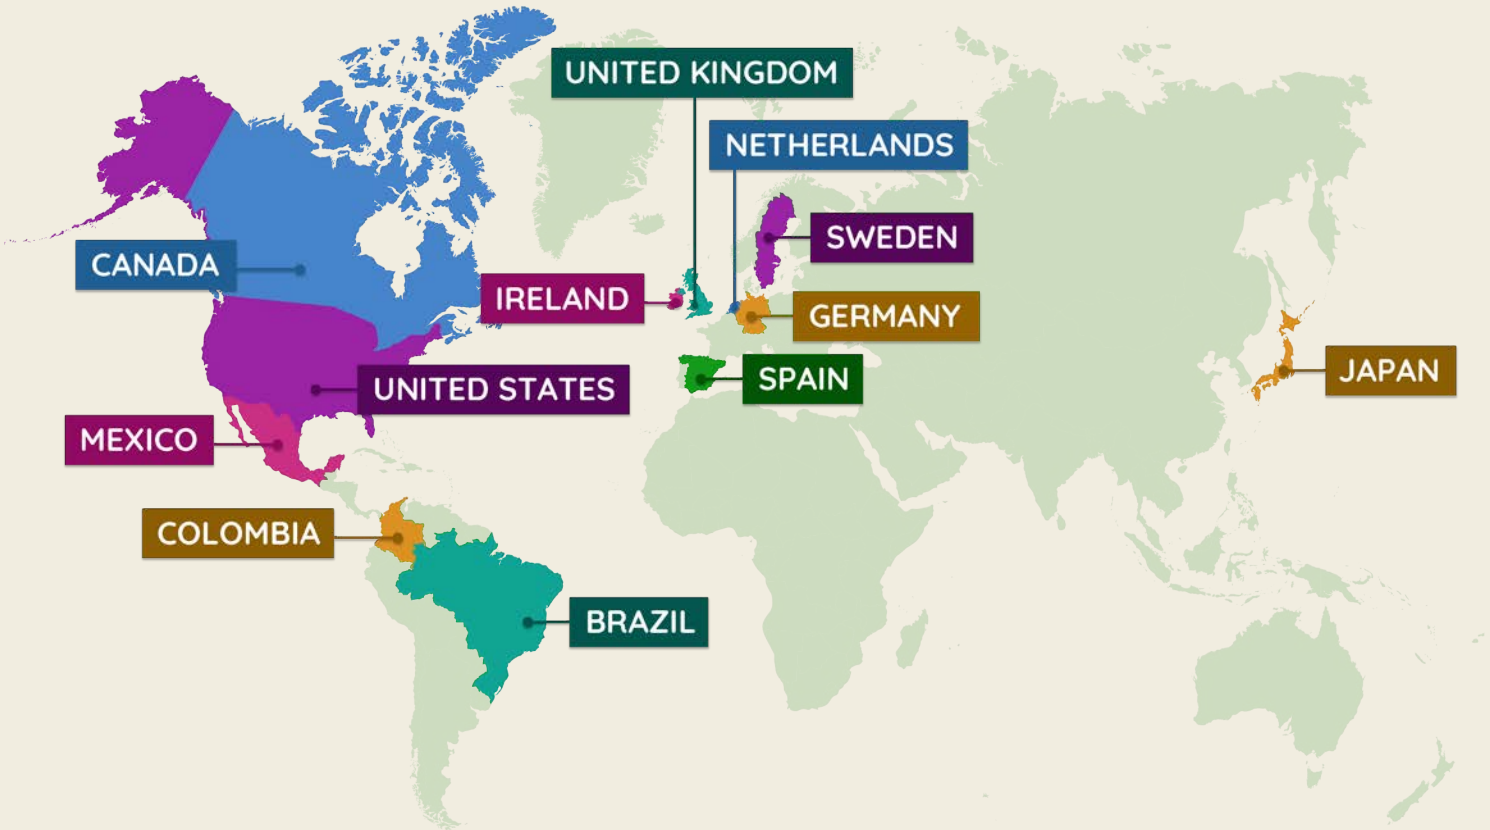 UNITED KINGDOM
NETHERLANDS
SWEDEN
CANADA
IRELAND
GERMANY
JAPAN
SPAIN
UNITED STATES
MEXICO
COLOMBIA
BRAZIL